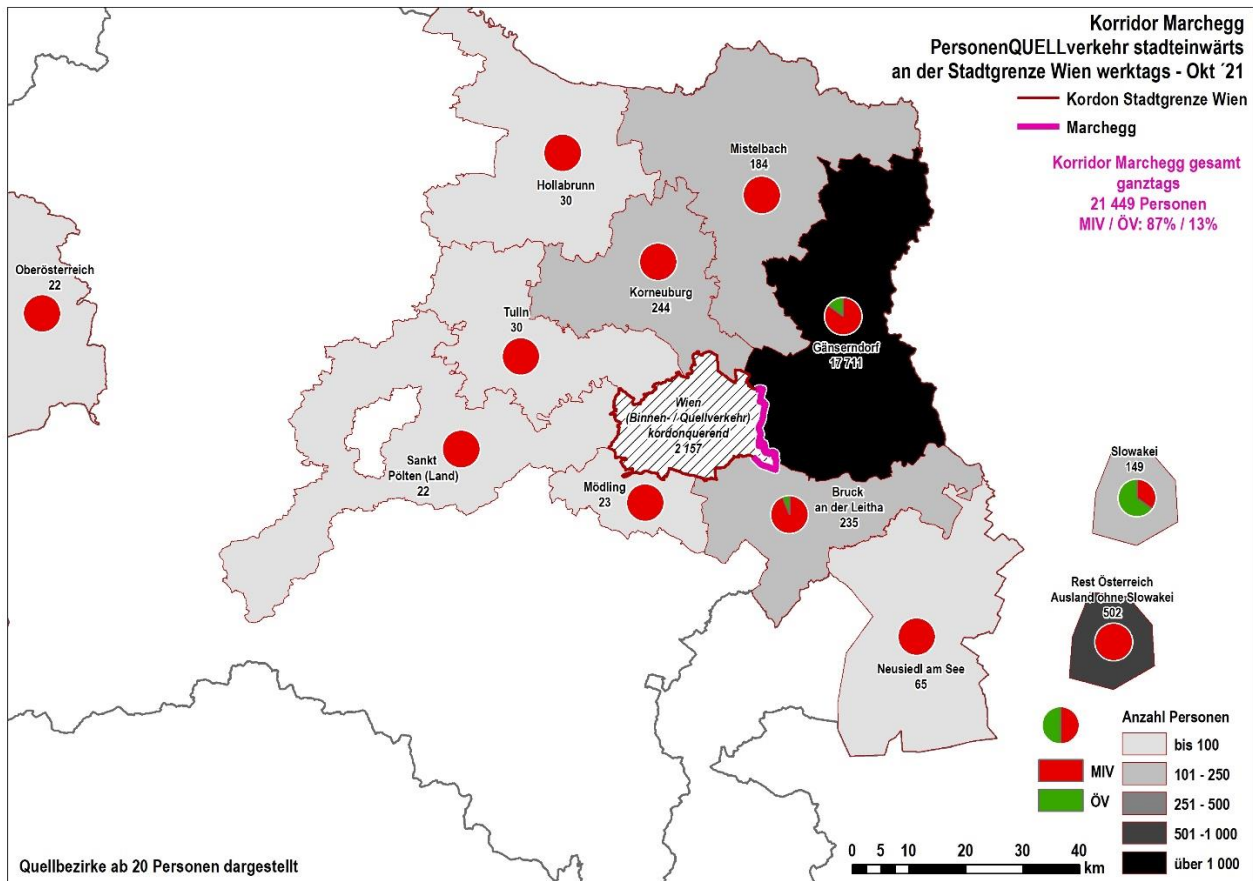 Korridor Marchegg
PersonenQUELLverkehr stadteinwärts
an der Stadtgrenze Wien werktags - Okt ´21
Kordon Stadtgrenze Wien
Marchegg
Korridor Marchegg gesamt
ganztags
21 449 Personen
MIV / ÖV: 87% / 13%
Mistelbach
184
Hollabrunn
30
Oberösterreich
22
Korneuburg
244
Tulln
30
Gänserndorf
17 711
Wien
(Binnen- / Quellverkehr)
kordonquerend
2 157
Sankt
Pölten (Land)
22
Mödling
23
Bruck
an der Leitha
235
Slowakei
149
Rest Österreich
Ausland ohne Slowakei
502
Neusiedl am See
65
MIV
ÖV
Anzahl Personen
bis 100
101 - 250
251 - 500
501 -1 000
über 1 000
0 5 10 20 30 40
km
Quellbezirke ab 20 Personen dargestellt